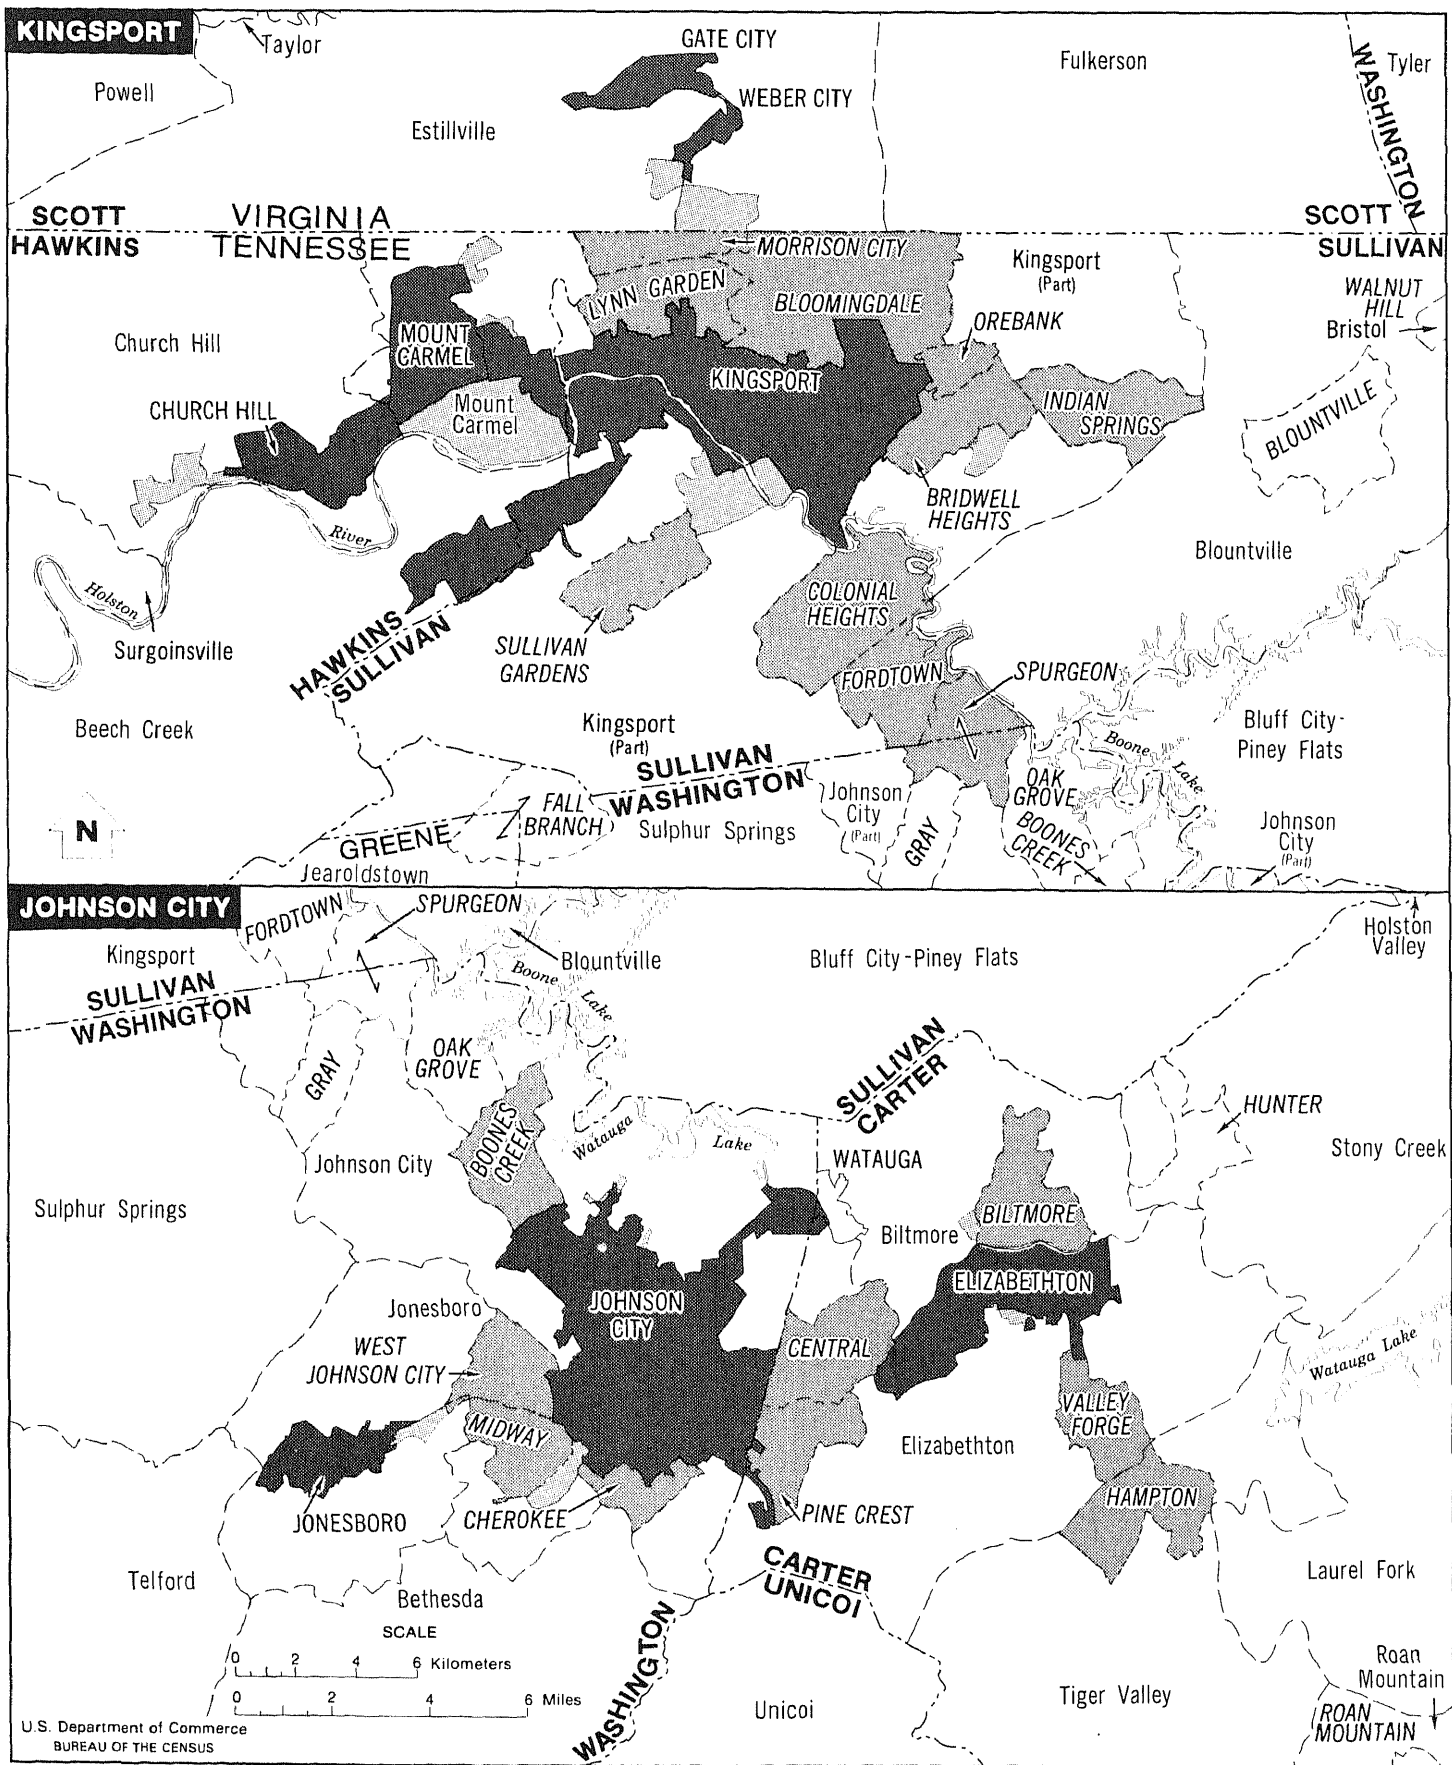 KINGSPORT
Taylor
GATE CITY
Fulkerson
WASHINGTON
Tyler
Powell
WEBER CITY
Estillville
SCOTT
VIRGINIA
SCOTT
HAWKINS
TENNESSEE
SULLIVAN
MORRISON CITY
Kingsport
(Part)
LYNN GARDEN
BLOOMINGDALE
WALNUT
HILL
Bristol
OREBANK
Church Hill
MOUNT
CARMEL
KINGSPORT
CHURCH HILL
Mount
Carmel
INDIAN
SPRINGS
BLOUNTVILLE
BRIDWELL
HEIGHTS
River
Blountville
Holston
COLONIAL
HEIGHTS
HAWKINS
SULLIVAN
Surgoinsville
SULLIVAN
GARDENS
FORDTOWN
SPURGEON
Beech Creek
Kingsport
(Part)
SULLIVAN
WASHINGTON
Boone
Lake
Bluff City-
Piney Flats
N
FALL
BRANCH
Sulphur Springs
Johnson
City
(Part)
GRAY
OAK
GROVE
BOONES
CREEK
Johnson
City
(Part)
GREENE
Jearoldstown
JOHNSON CITY
FORDTOWN
SPURGEON
Holston
Valley
Kingsport
Blountville
Bluff City-Piney Flats
SULLIVAN
WASHINGTON
Boone
Lake
GRAY
OAK
GROVE
SULLIVAN
CARTER
BOONES
CREEK
HUNTER
Watauga
Lake
Johnson City
WATAUGA
Stony Creek
Sulphur Springs
BILTMORE
Biltmore
ELIZABETHTON
Jonesboro
JOHNSON
CITY
WEST
JOHNSON CITY
CENTRAL
Watauga Lake
MIDWAY
VALLEY
FORGE
Elizabethton
HAMPTON
JONESBORO
CHEROKEE
PINE CREST
Telford
CARTER
UNICOI
Laurel Fork
Bethesda
SCALE
0 2 4 6 Kilometers
0 2 4 6 Miles
WASHINGTON
Unicoi
Tiger Valley
Roan
Mountain
ROAN
MOUNTAIN
U.S. Department of Commerce
BUREAU OF THE CENSUS